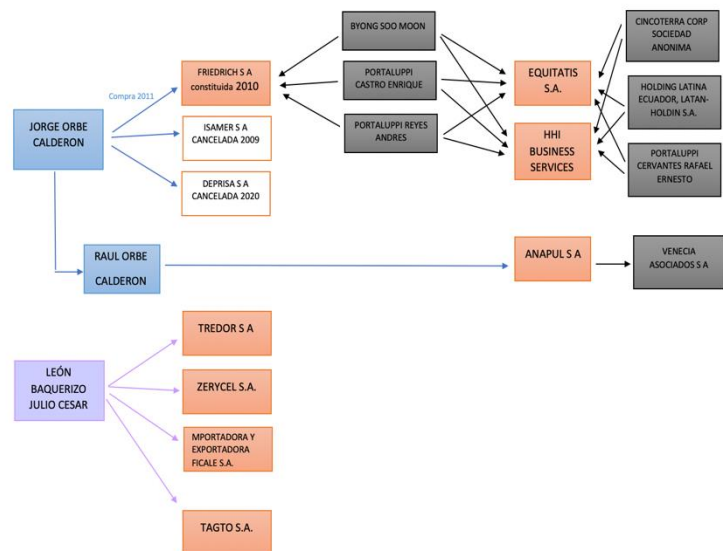 BYONG SOO MOON
CINCOTERRA CORP
SOCIEDAD
ANONIMA
FRIEDRICH S A
constituida 2010
PORTALUPPI
CASTRO ENRIQUE
EQUITATIS
S.A.
Compra 2011
JORGE ORBE
CALDERON
ISAMER S A
CANCELADA 2009
PORTALUPPI REYES
ANDRES
HHI
BUSINESS
SERVICES
HOLDING LATINA
ECUADOR, LATAN-
HOLDIN S.A.
DEPRISA S A
CANCELADA 2020
PORTALUPPI
CERVANTES RAFAEL
ERNESTO
RAUL ORBE
CALDERON
ANAPUL S A
VENECIA
ASOCIADOS S A
TREDOR S A
LEÓN
BAQUERIZO
JULIO CESAR
ZERYCEL S.A.
MPORTADORA Y
EXPORTADORA
FICALE S.A.
TAGTO S.A.